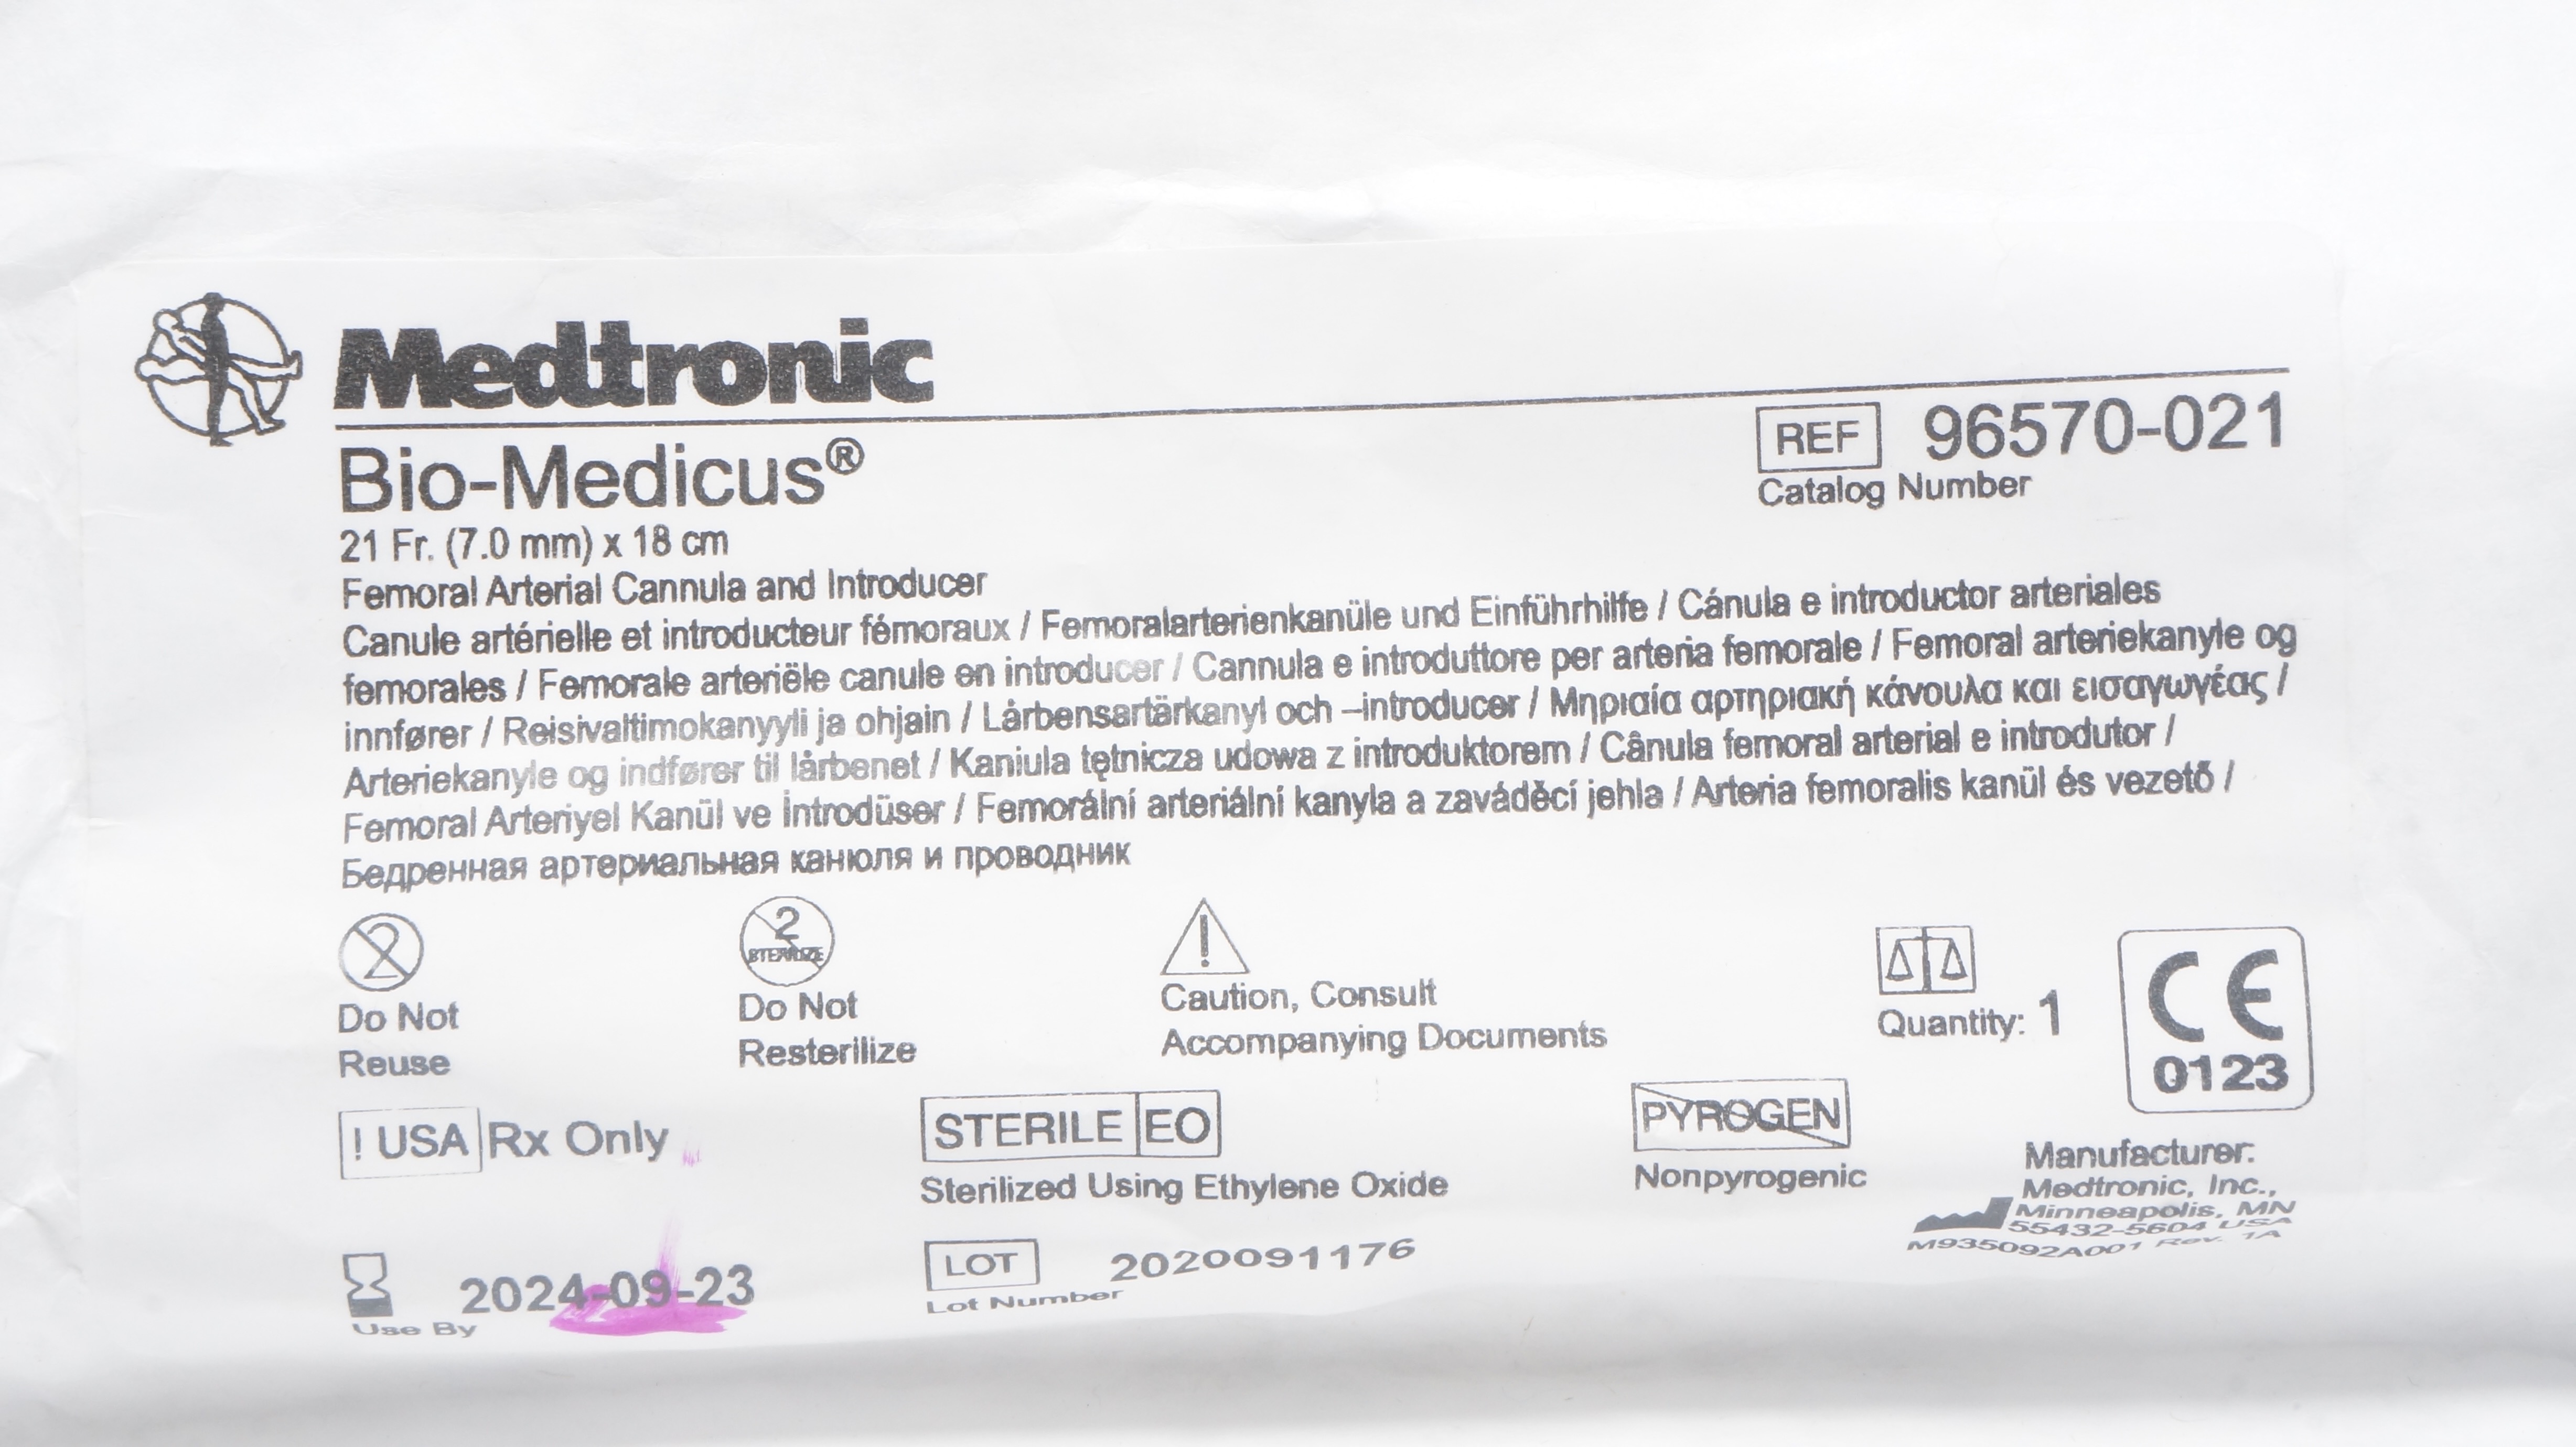 Medtronic
Bio-Medicus®
REF 96570-021
Catalog Number
21 Fr. (7.0 mm) x 18 cm
Femoral Arterial Cannula and Introducer
Canule artérielle et introducteur fémoraux / Femoralarterienkanüle und Einführhilfe / Cánula e introductor arteriales
femorales / Femorale arteriële canule en introducer / Cannula e introduttore per arteria femorale / Femoral arteriekanyle og
innfører / Reisivaltimokanyyli ja ohjain / Lårbensartärkanyl och –introducer / Μηριαία αρτηριακή κάνουλα και εισαγωγέας /
Arteriekanyle og indfører til lårbenet / Kaniula tętnicza udowa z introduktorem / Cânula femoral arterial e introdutor /
Femoral Arteriyel Kanül ve İntrodüser / Femorální arteriální kanyla a zaváděcí jehla / Arteria femoralis kanül és vezető /
Бедренная артериальная канюля и проводник
2
2
STERILIZE
!
Do Not
Reuse
Do Not
Resterilize
Caution, Consult
Accompanying Documents
Quantity: 1
CE
0123
! USA Rx Only
STERILE EO
Sterilized Using Ethylene Oxide
PYROGEN
Nonpyrogenic
Manufacturer:
Medtronic, Inc.,
Minneapolis, MN
55432-5604 USA
M935092A001 Rev. 1A
2024-09-23
Use By
LOT 2020091176
Lot Number